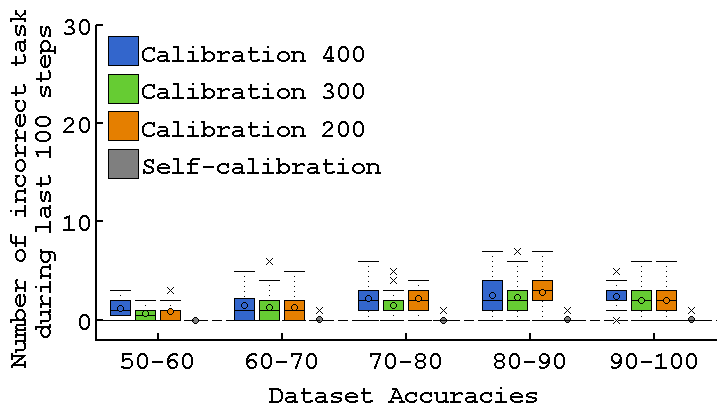 Number of incorrect task
during last 100 steps
30
20
10
0
Calibration 400
Calibration 300
Calibration 200
Self-calibration
50-60 60-70 70-80 80-90 90-100
Dataset Accuracies